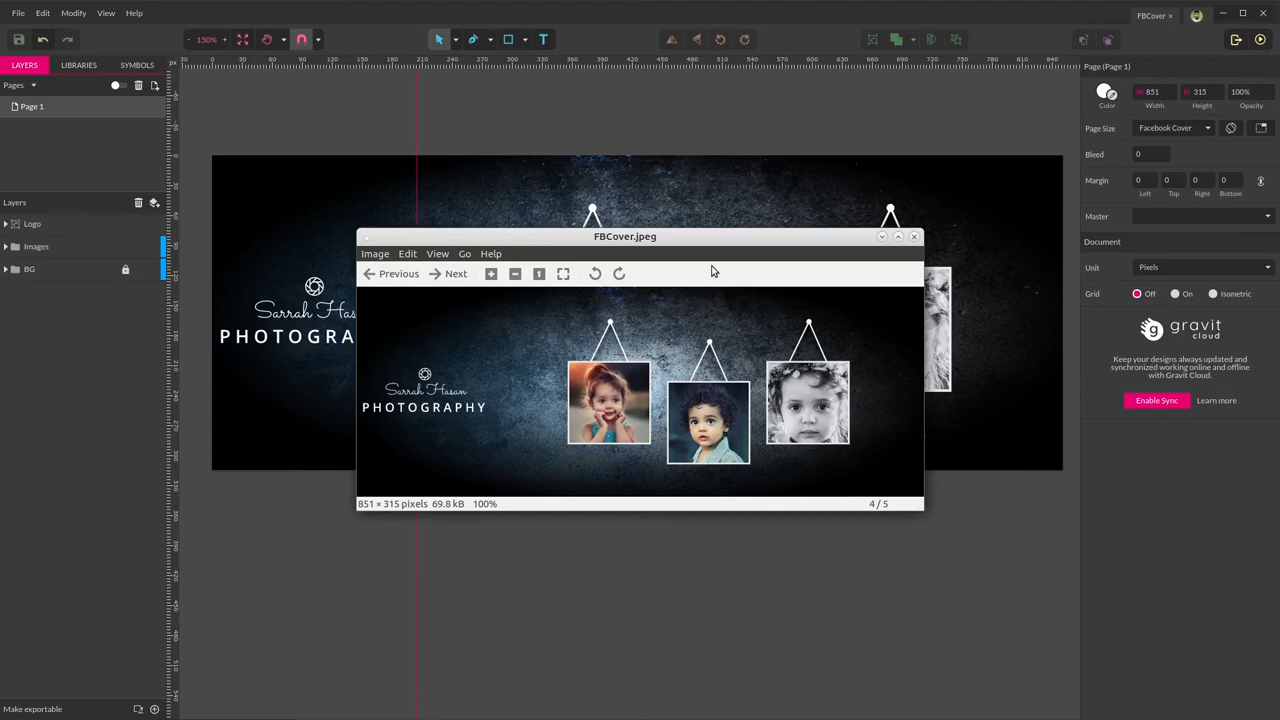 File Edit Modify View Help
FBCover ×
- 150% +
LAYERS LIBRARIES SYMBOLS
px
Pages
Page 1
Layers
Logo
Images
BG
Make exportable
Sarrah Has
PHOTOGRA
FBCover.jpeg
Image Edit View Go Help
Previous Next
1
Sarrah Hasan
PHOTOGRAPHY
851 × 315 pixels 69.8 kB 100%
4 / 5
Page (Page 1)
W 851 H 315 100%
Color Width Height Opacity
Page Size Facebook Cover
Bleed 0
Margin 0 0 0 0
Left Top Right Bottom
Master
Document
Unit Pixels
Grid Off On Isometric
gravit
cloud
Keep your designs always updated and
synchronized working online and offline
with Gravit Cloud.
Enable Sync Learn more